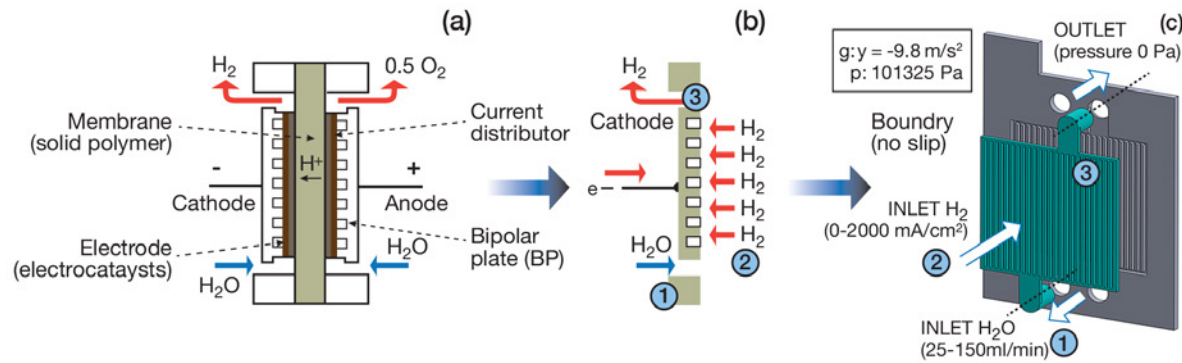 (a)
H₂
0.5 O₂
Membrane
(solid polymer)
Current
distributor
H⁺
-
+
Cathode
Anode
Electrode
(electrocataysts)
H₂O
H₂O
Bipolar
plate (BP)
(b)
H₂
3
Cathode
H₂
H₂
H₂
H₂
H₂
e–
H₂O
2
1
(c)
g: y = -9.8 m/s²
p: 101325 Pa
OUTLET
(pressure 0 Pa)
Boundry
(no slip)
3
INLET H₂
(0-2000 mA/cm²)
2
INLET H₂O
(25-150ml/min)
1